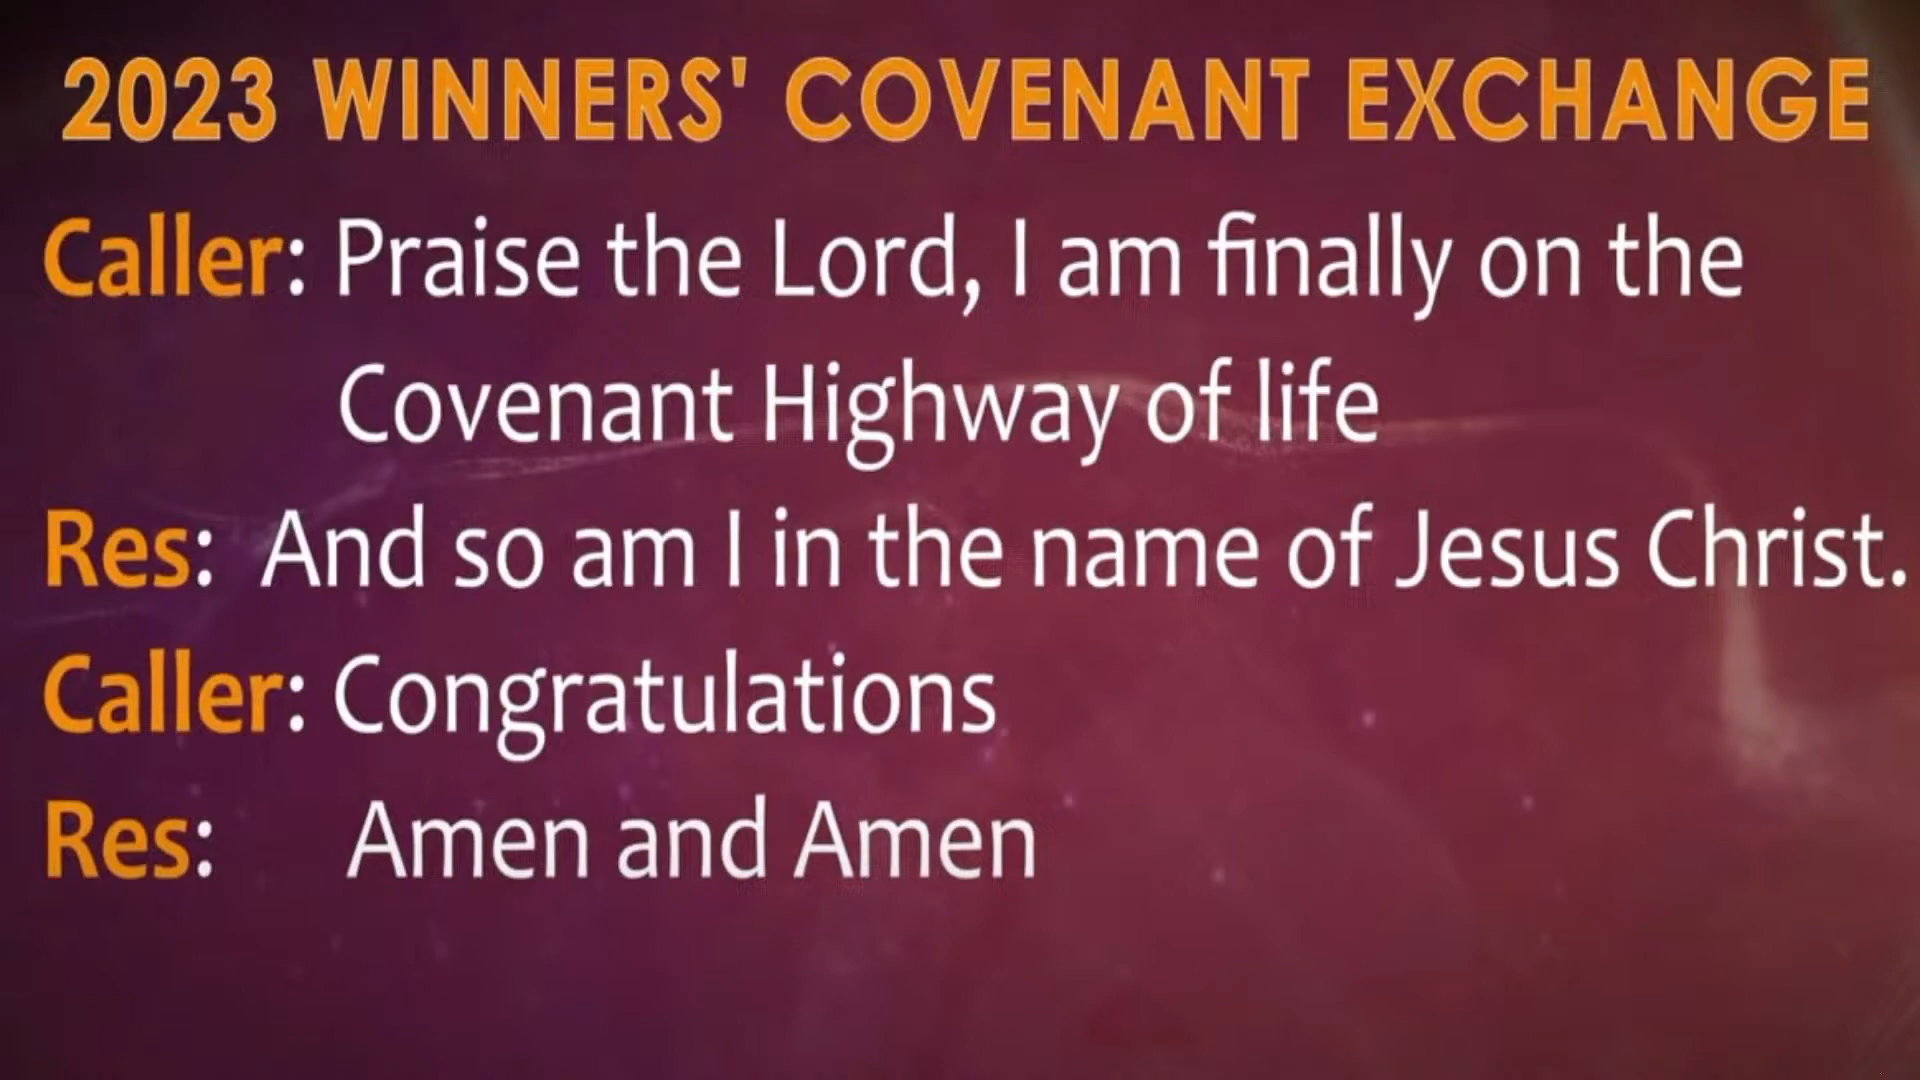 2023 WINNERS' COVENANT EXCHANGE
Caller: Praise the Lord, I am finally on the
Covenant Highway of life
Res: And so am I in the name of Jesus Christ.
Caller: Congratulations
Res: Amen and Amen